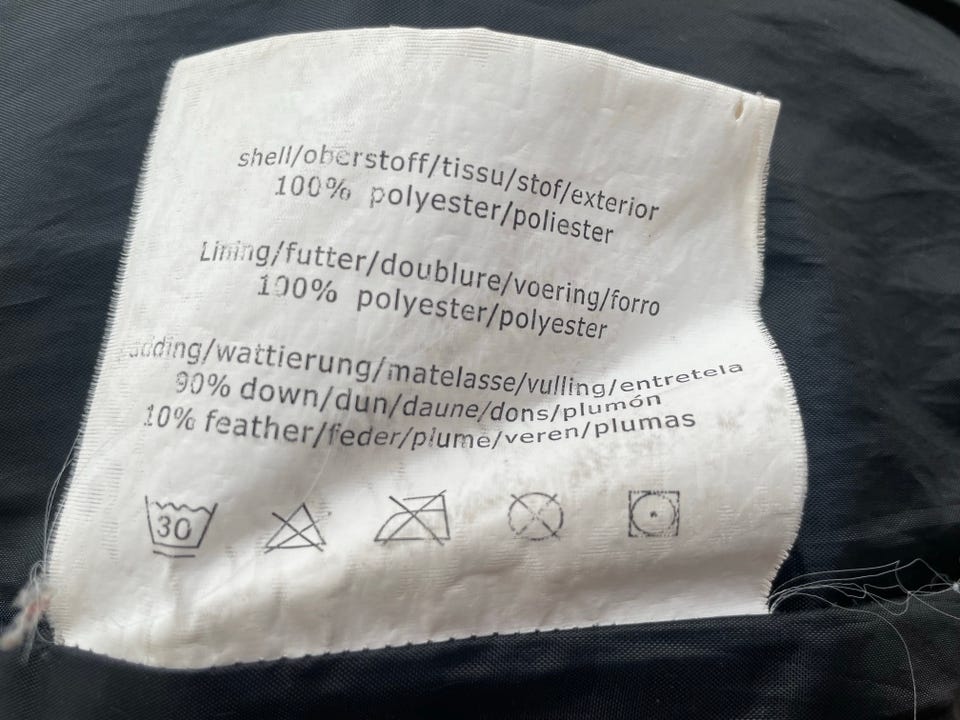 shell/oberstoff/tissu/stof/exterior
100% polyester/poliester
Lining/futter/doublure/voering/forro
100% polyester/polyester
padding/wattierung/matelasse/vulling/entretela
90% down/dun/daune/dons/plumón
10% feather/feder/plume/veren/plumas
30